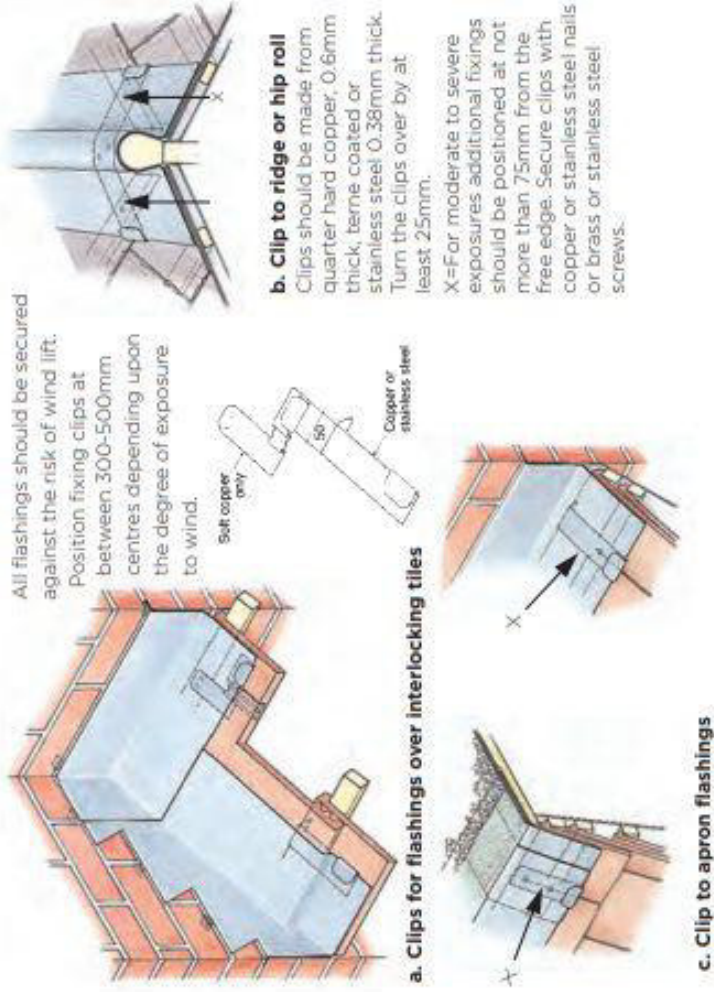 All flashings should be secured
against the risk of wind lift.
Position fixing clips at
between 300-500mm
centres depending upon
the degree of exposure
to wind.
Soft copper
only
50
Copper or
stainless steel
a. Clips for flashings over interlocking tiles
X
b. Clip to ridge or hip roll
Clips should be made from
quarter hard copper, 0.6mm
thick, terne coated or
stainless steel 0.38mm thick.
Turn the clips over by at
least 25mm.
X=For moderate to severe
exposures additional fixings
should be positioned at not
more than 75mm from the
free edge. Secure clips with
copper or stainless steel nails
or brass or stainless steel
screws.
X
X
c. Clip to apron flashings